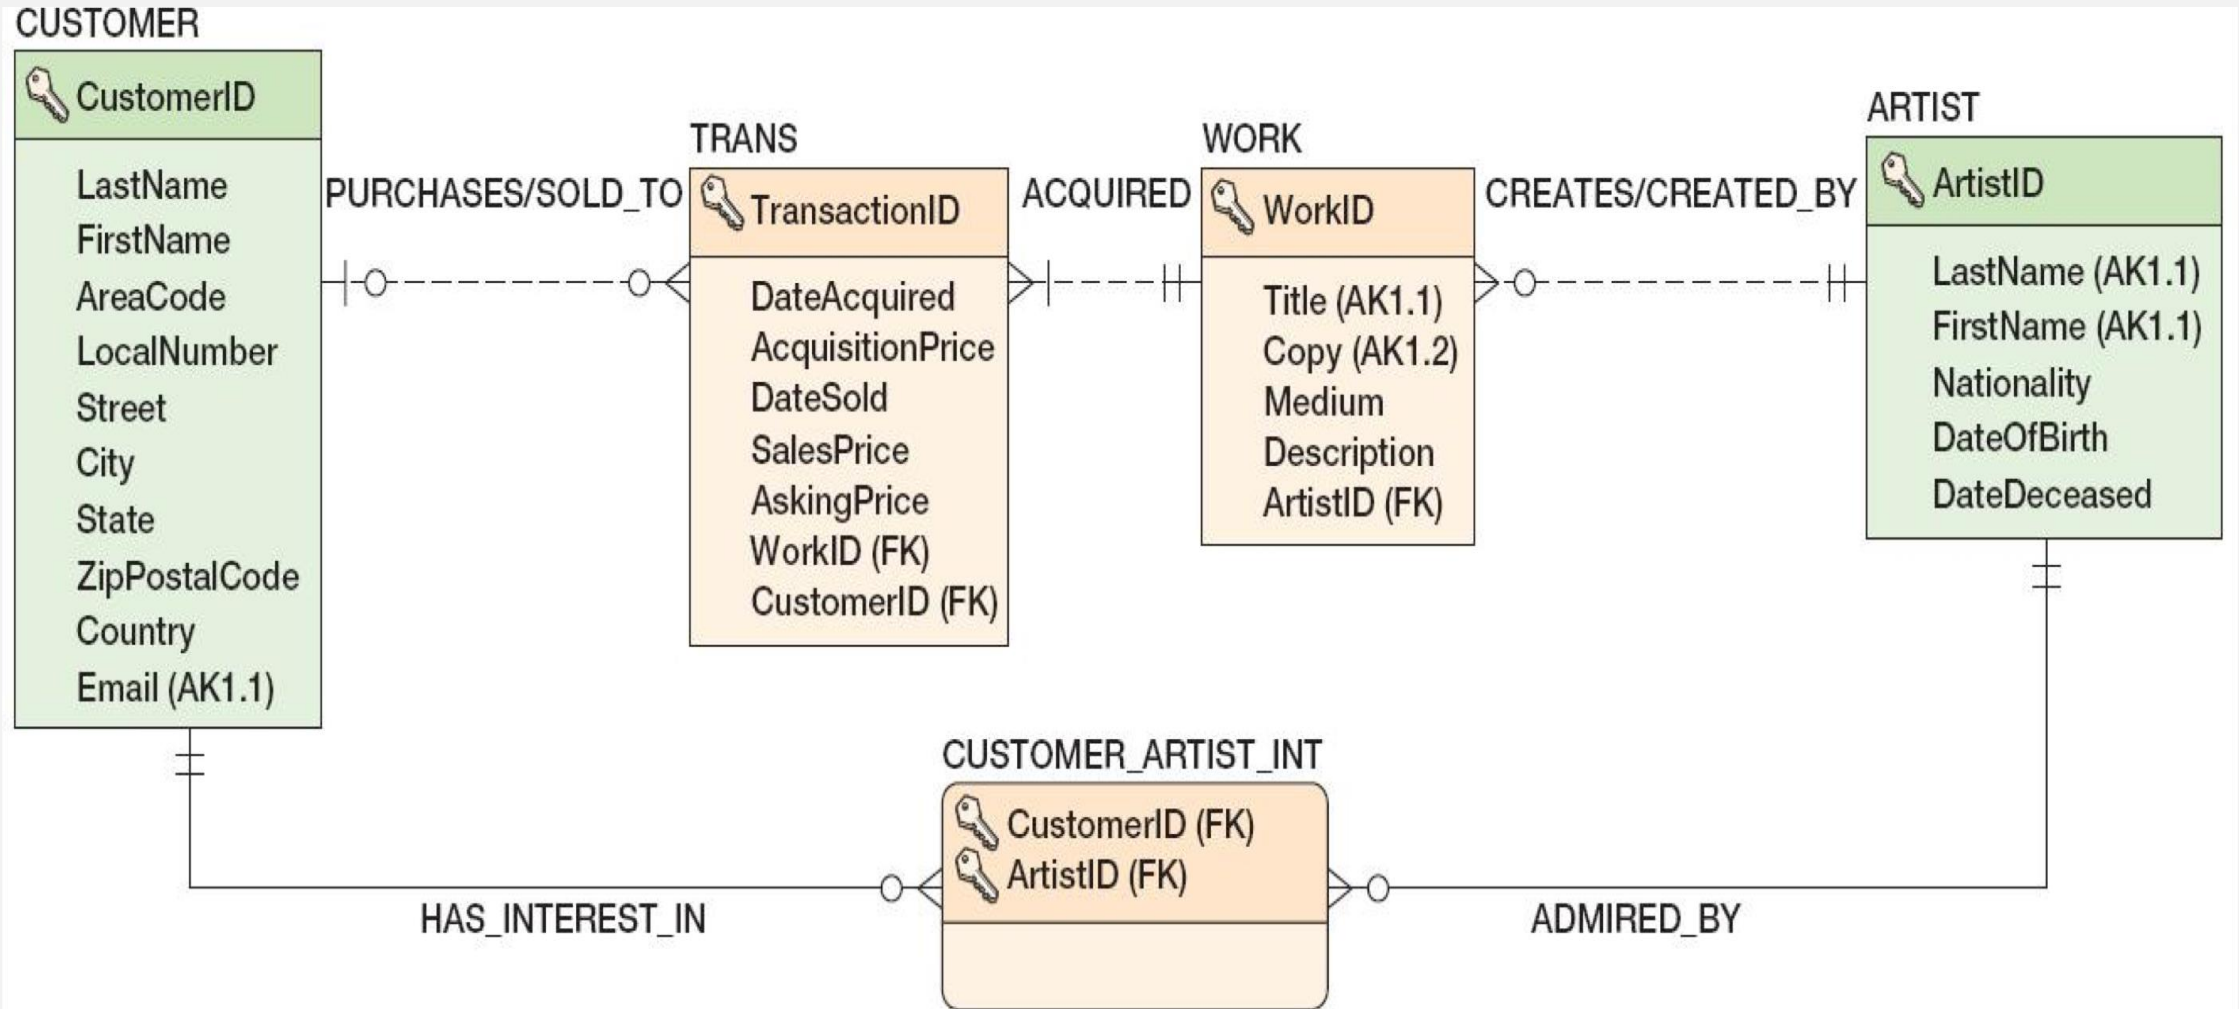 CUSTOMER
CustomerID
LastName
FirstName
AreaCode
LocalNumber
Street
City
State
ZipPostalCode
Country
Email (AK1.1)
PURCHASES/SOLD_TO
TRANS
TransactionID
DateAcquired
AcquisitionPrice
DateSold
SalesPrice
AskingPrice
WorkID (FK)
CustomerID (FK)
ACQUIRED
WORK
WorkID
Title (AK1.1)
Copy (AK1.2)
Medium
Description
ArtistID (FK)
CREATES/CREATED_BY
ARTIST
ArtistID
LastName (AK1.1)
FirstName (AK1.1)
Nationality
DateOfBirth
DateDeceased
HAS_INTEREST_IN
CUSTOMER_ARTIST_INT
CustomerID (FK)
ArtistID (FK)
ADMIRED_BY